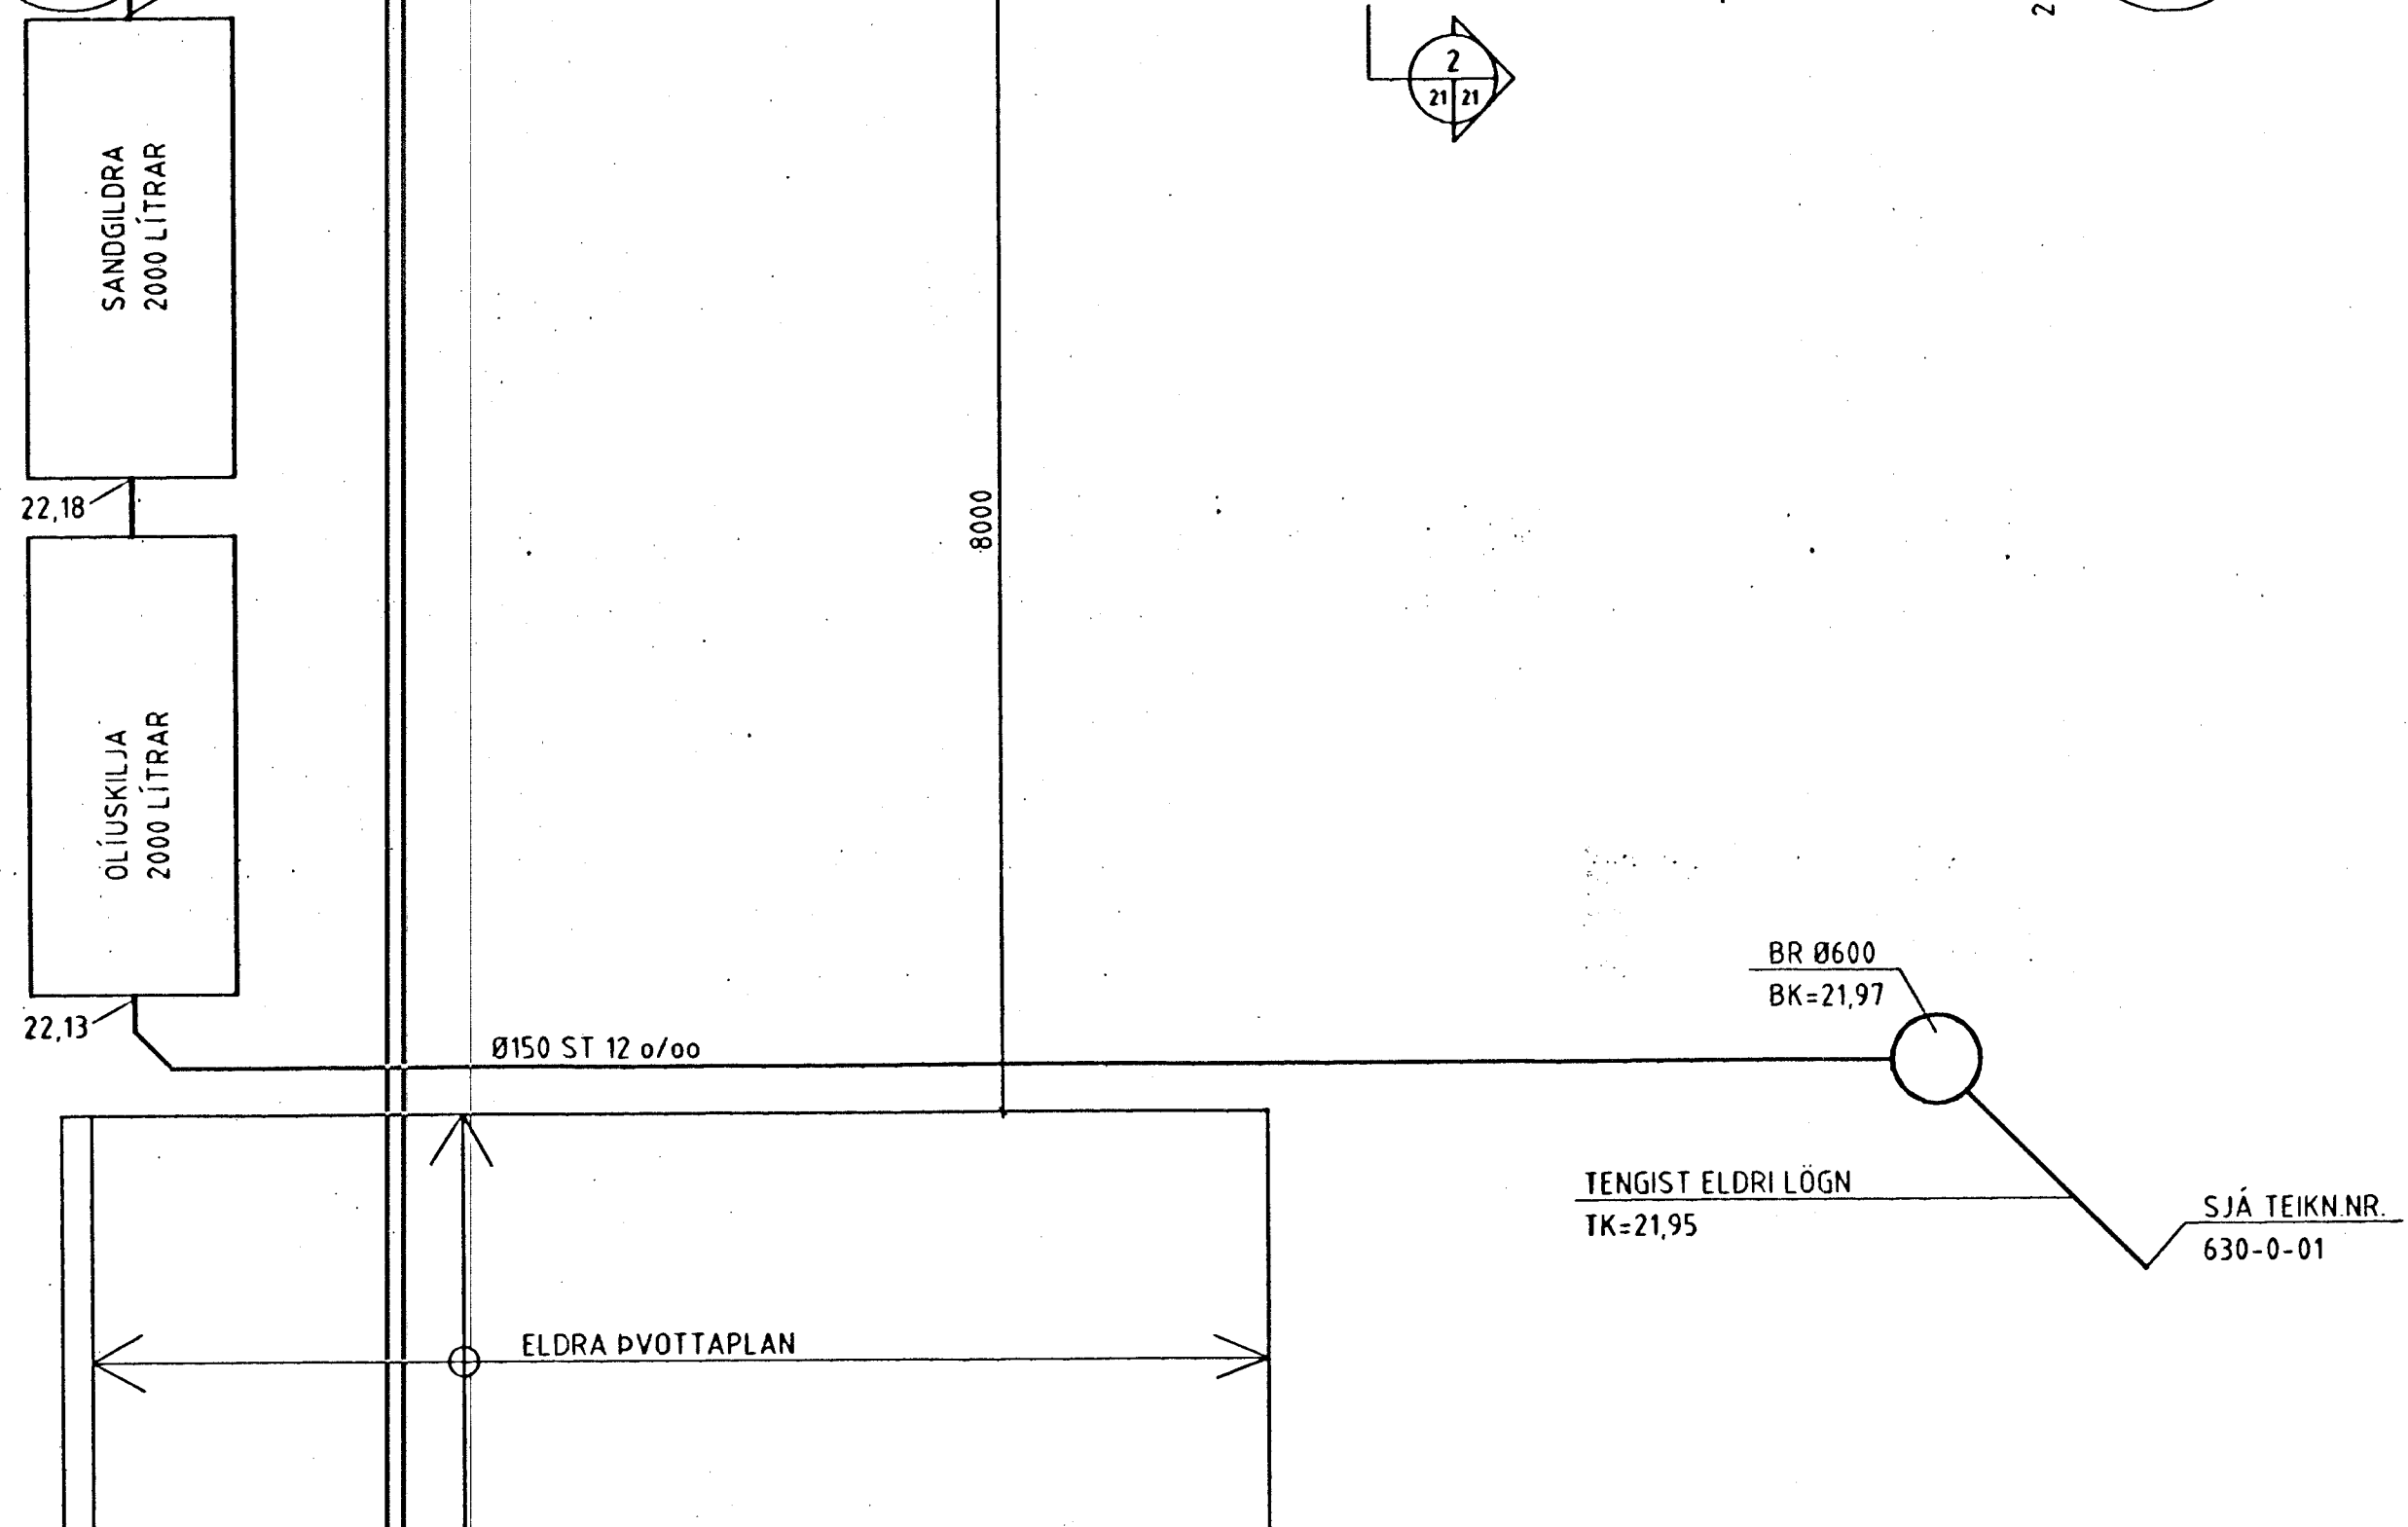 2
2
21 21
SANDGILDRA
2000 LÍTRAR
22,18
8000
OLÍUSKILJA
2000 LÍTRAR
22,13
Ø150 ST 12 o/oo
BR Ø600
BK=21,97
TENGIST ELDRI LÖGN
TK=21,95
SJÁ TEIKN.NR.
630-0-01
ELDRA ÞVOTTAPLAN